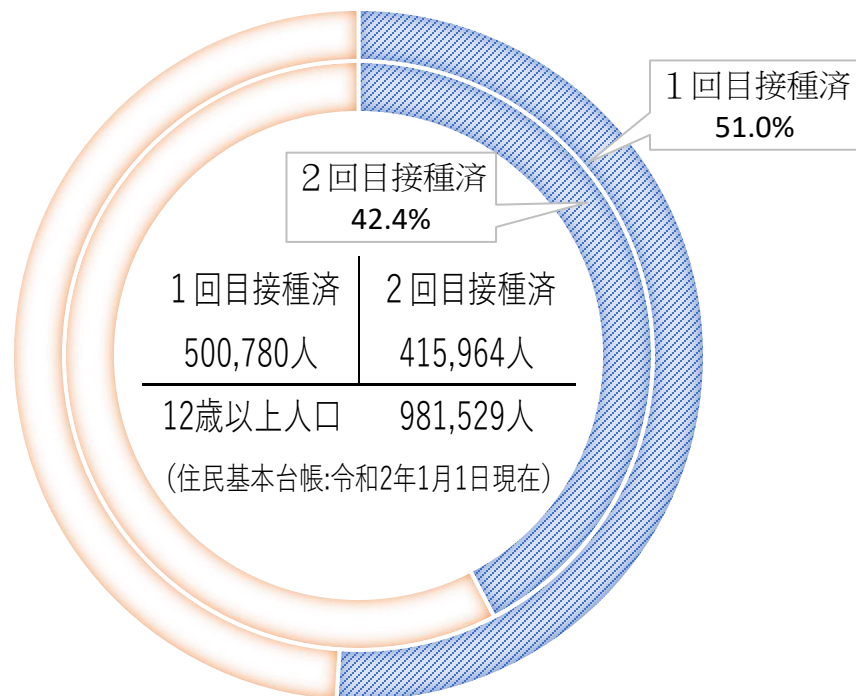 １回目接種済
51.0%
２回目接種済
42.4%
１回目接種済 ２回目接種済
500,780人 415,964人
12歳以上人口 981,529人
(住民基本台帳:令和2年1月1日現在)